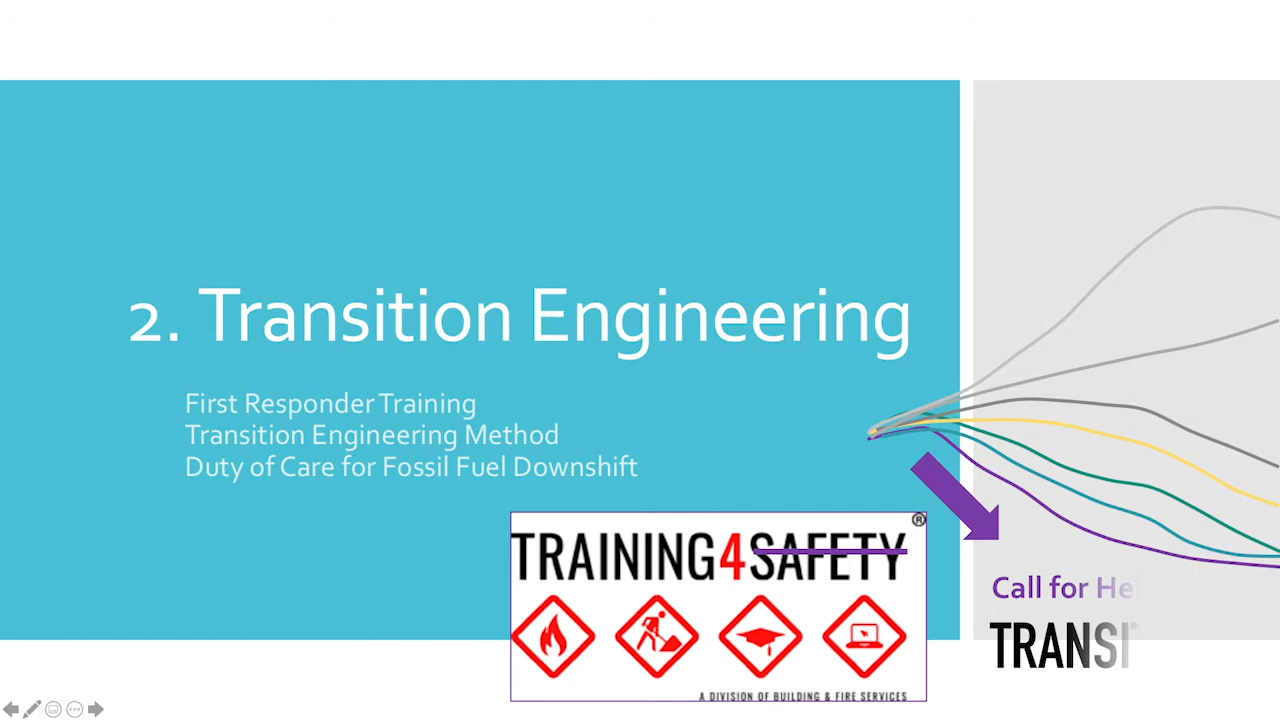 2. Transition Engineering
First Responder Training
Transition Engineering Method
Duty of Care for Fossil Fuel Downshift
TRAINING4SAFETY®
A DIVISION OF BUILDING & FIRE SERVICES
Call for He
TRANSI